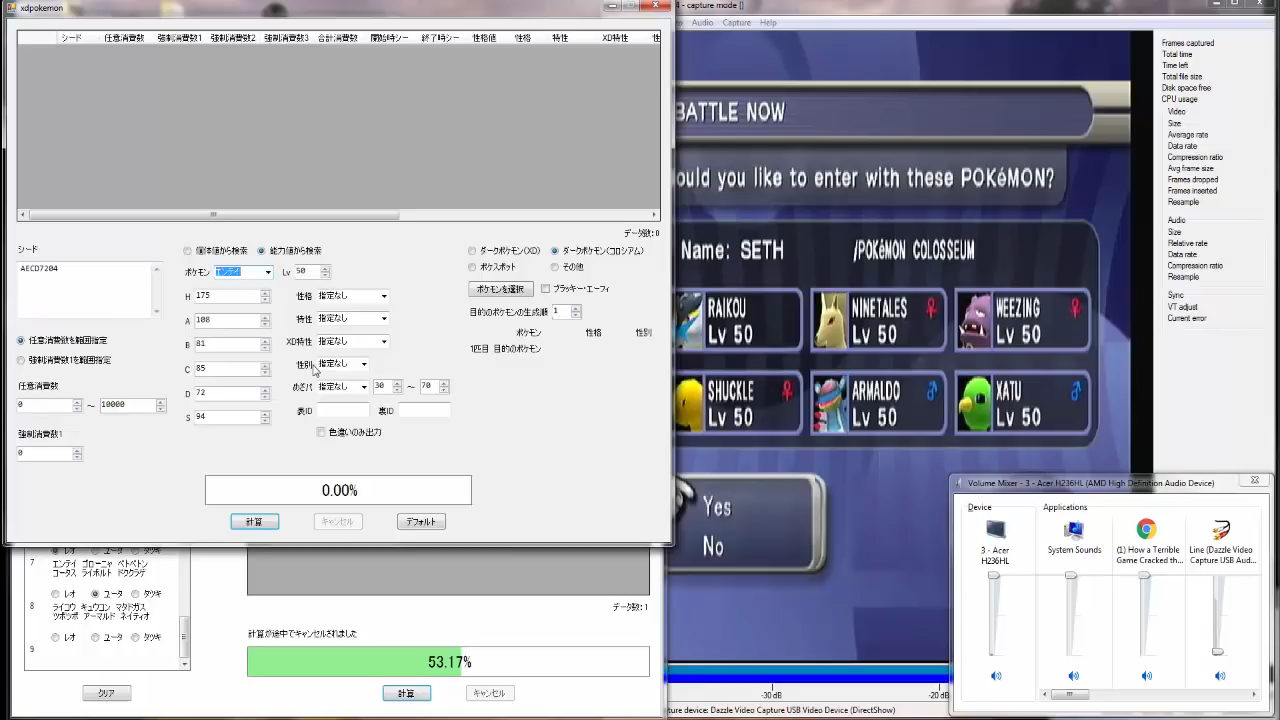 xdpokemon
シード 任意消費数 強制消費数1 強制消費数2 強制消費数3 合計消費数 開始時シー 終了時シー 性格値 性格 特性 XD特性 性
データ数:0
シード
AECD7204
個体値から検索 能力値から検索
ポケモン エンテイ Lv 50
H 175 性格 指定なし
A 108 特性 指定なし
B 81 XD特性 指定なし
C 85 性別 指定なし
D 72 めざパ 指定なし 30 ～ 70
S 94 表ID 裏ID
色違いのみ出力
任意消費数を範囲指定
強制消費数1を範囲指定
任意消費数
0 ～ 10000
強制消費数1
0
ダークポケモン(XD) ダークポケモン(コロシアム)
ポケスポット その他
ポケモンを選択 ブラッキー・エーフィ
目的のポケモンの生成順 1
ポケモン 性格 性別
1匹目 目的のポケモン
0.00%
計算 キャンセル デフォルト
レオ ユータ タツキ
7 エンテイ ゴローニャ ベトベトン
コータス ライボルト ドククラゲ
レオ ユータ タツキ
8 ライコウ キュウコン マタドガス
ツボツボ アーマルド ネイティオ
レオ ユータ タツキ
9
クリア
データ数:1
計算が途中でキャンセルされました
53.17%
計算 キャンセル
4 - capture mode []
Audio Capture Help
BATTLE NOW
ould you like to enter with these POKéMON?
Name: SETH /POKéMON COLOSSEUM
RAIKOU
Lv 50
NINETALES ♀
Lv 50
WEEZING ♀
Lv 50
SHUCKLE ♀
Lv 50
ARMALDO ♂
Lv 50
XATU ♂
Lv 50
Yes
No
-30 dB -20
ture device: Dazzle Video Capture USB Video Device (DirectShow)
Frames captured
Total time
Time left
Total file size
Disk space free
CPU usage
Video
Size
Average rate
Data rate
Compression ratio
Avg frame size
Frames dropped
Frames inserted
Resample
Audio
Size
Relative rate
Data rate
Compression ratio
Resample
Sync
VT adjust
Current error
Volume Mixer - 3 - Acer H236HL (AMD High Definition Audio Device)
Device Applications
3 - Acer
H236HL
System Sounds
(1) How a Terrible
Game Cracked th...
Line (Dazzle Video
Capture USB Aud...